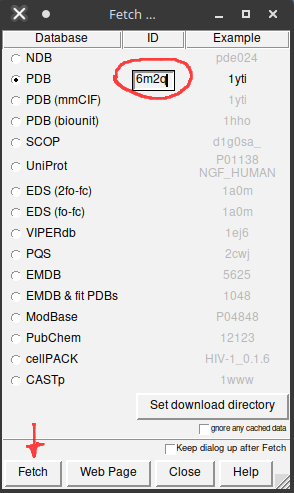 Fetch ...
Database ID Example
NDB pde024
PDB 6m2q 1yti
PDB (mmCIF) 1yti
PDB (biounit) 1hho
SCOP d1g0sa_
UniProt P01138
NGF_HUMAN
EDS (2fo-fc) 1a0m
EDS (fo-fc) 1a0m
VIPERdb 1ej6
PQS 2cwj
EMDB 5625
EMDB & fit PDBs 1048
ModBase P04848
PubChem 12123
cellPACK HIV-1_0.1.6
CASTp 1www
Set download directory
gnore any cached data
Keep dialog up after Fetch
Fetch Web Page Close Help